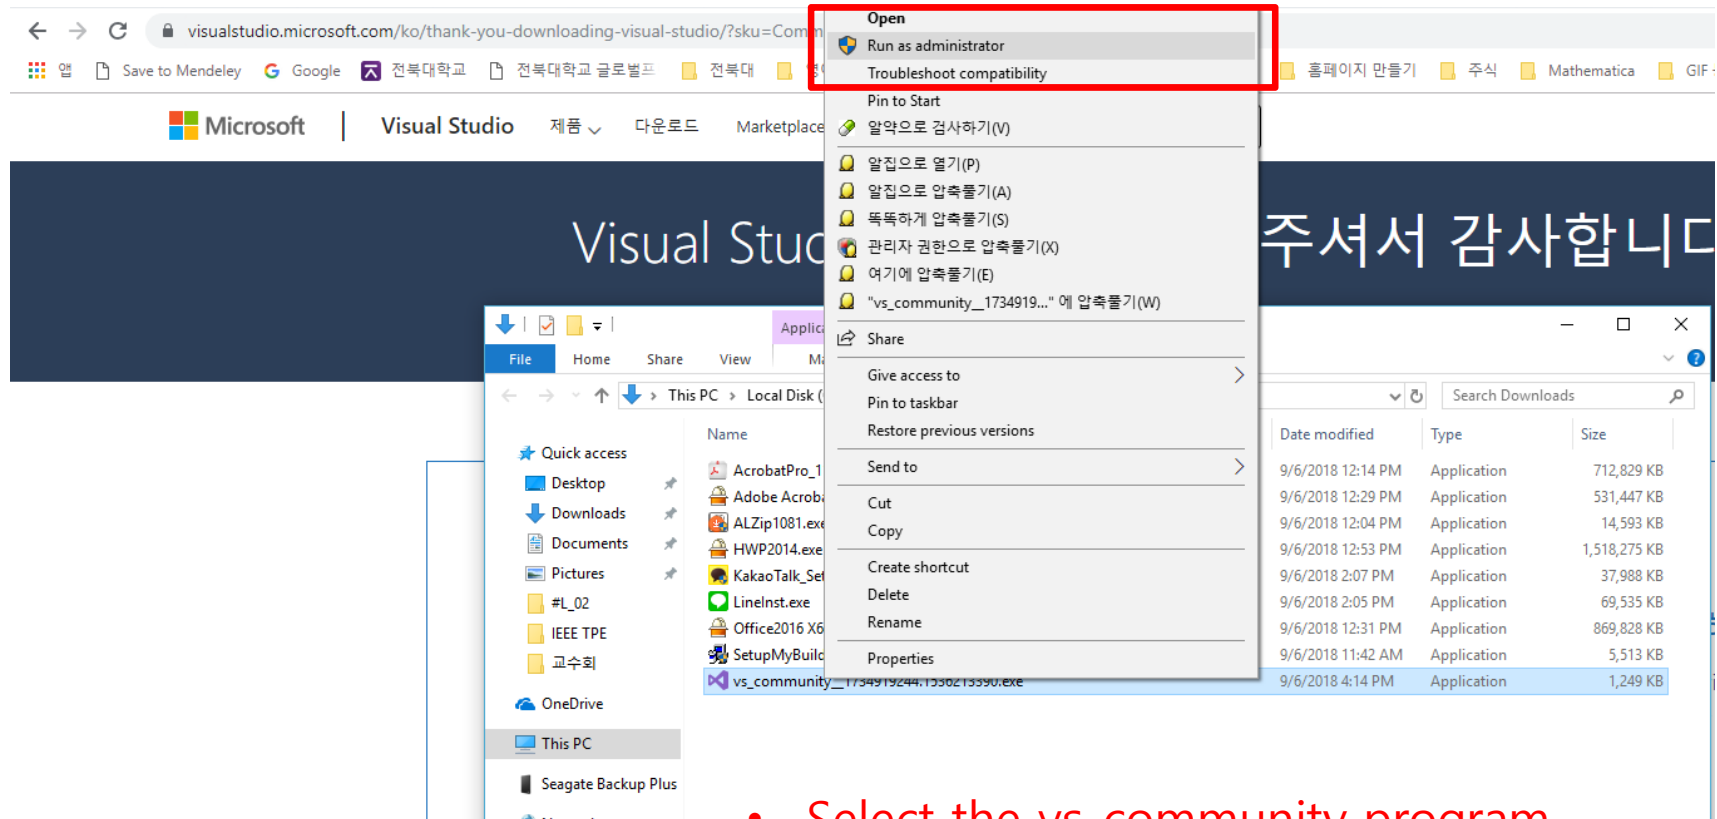 visualstudio.microsoft.com/ko/thank-you-downloading-visual-studio/?sku=Comm
앱 Save to Mendeley Google 전북대학교 전북대학교 글로벌프 전북대 홈페이지 만들기 주식 Mathematica GIF
Microsoft Visual Studio 제품 다운로드 Marketplace
Visual Stud 주셔서 감사합니다
Open
Run as administrator
Troubleshoot compatibility
Pin to Start
알약으로 검사하기(V)
알집으로 열기(P)
알집으로 압축풀기(A)
똑똑하게 압축풀기(S)
관리자 권한으로 압축풀기(X)
여기에 압축풀기(E)
"vs_community__1734919..." 에 압축풀기(W)
Share
Give access to
Pin to taskbar
Restore previous versions
Send to
Cut
Copy
Create shortcut
Delete
Rename
Properties
Applica
File Home Share View Ma
This PC > Local Disk ( Search Downloads
Quick access
Desktop
Downloads
Documents
Pictures
#L_02
IEEE TPE
교수회
OneDrive
This PC
Seagate Backup Plus
Name Date modified Type Size
AcrobatPro_1 9/6/2018 12:14 PM Application 712,829 KB
Adobe Acroba 9/6/2018 12:29 PM Application 531,447 KB
ALZip1081.exe 9/6/2018 12:04 PM Application 14,593 KB
HWP2014.exe 9/6/2018 12:53 PM Application 1,518,275 KB
KakaoTalk_Set 9/6/2018 2:07 PM Application 37,988 KB
LineInst.exe 9/6/2018 2:05 PM Application 69,535 KB
Office2016 X6 9/6/2018 12:31 PM Application 869,828 KB
SetupMyBuild 9/6/2018 11:42 AM Application 5,513 KB
vs_community__1734919244.1536213390.exe 9/6/2018 4:14 PM Application 1,249 KB
• Select the vs_community program